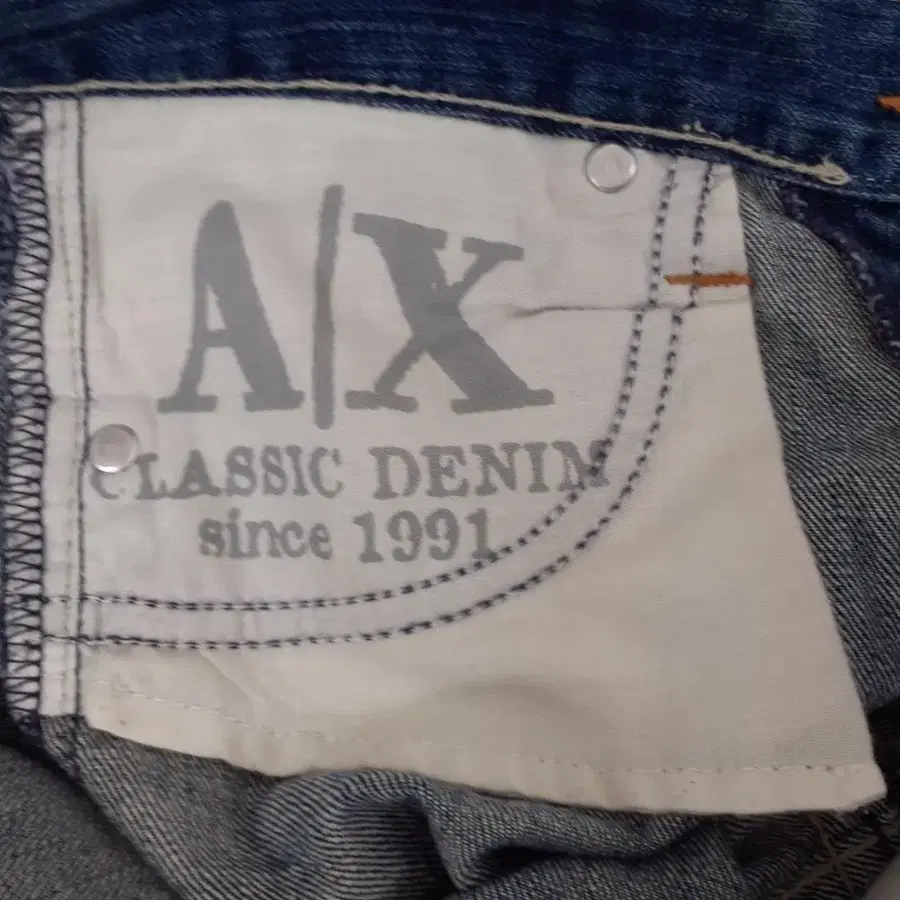 A|X
CLASSIC DENIM
since 1991